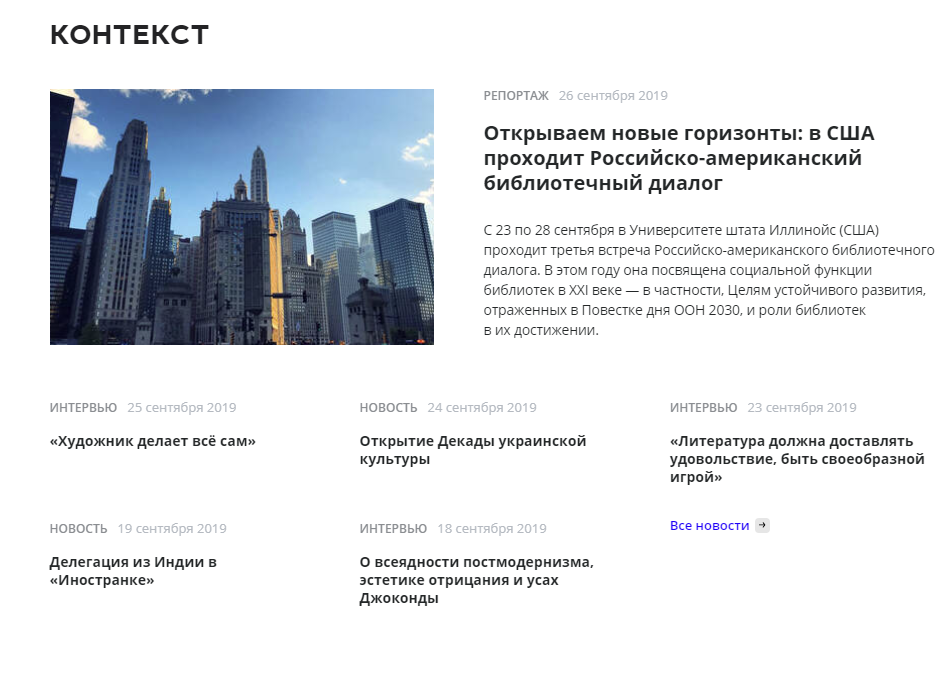 КОНТЕКСТ
РЕПОРТАЖ 26 сентября 2019
Открываем новые горизонты: в США
проходит Российско-американский
библиотечный диалог
С 23 по 28 сентября в Университете штата Иллинойс (США)
проходит третья встреча Российско-американского библиотечного
диалога. В этом году она посвящена социальной функции
библиотек в XXI веке — в частности, Целям устойчивого развития,
отраженных в Повестке дня ООН 2030, и роли библиотек
в их достижении.
ИНТЕРВЬЮ 25 сентября 2019
«Художник делает всё сам»
НОВОСТЬ 24 сентября 2019
Открытие Декады украинской
культуры
ИНТЕРВЬЮ 23 сентября 2019
«Литература должна доставлять
удовольствие, быть своеобразной
игрой»
НОВОСТЬ 19 сентября 2019
Делегация из Индии в
«Иностранке»
ИНТЕРВЬЮ 18 сентября 2019
О всеядности постмодернизма,
эстетике отрицания и усах
Джоконды
Все новости →